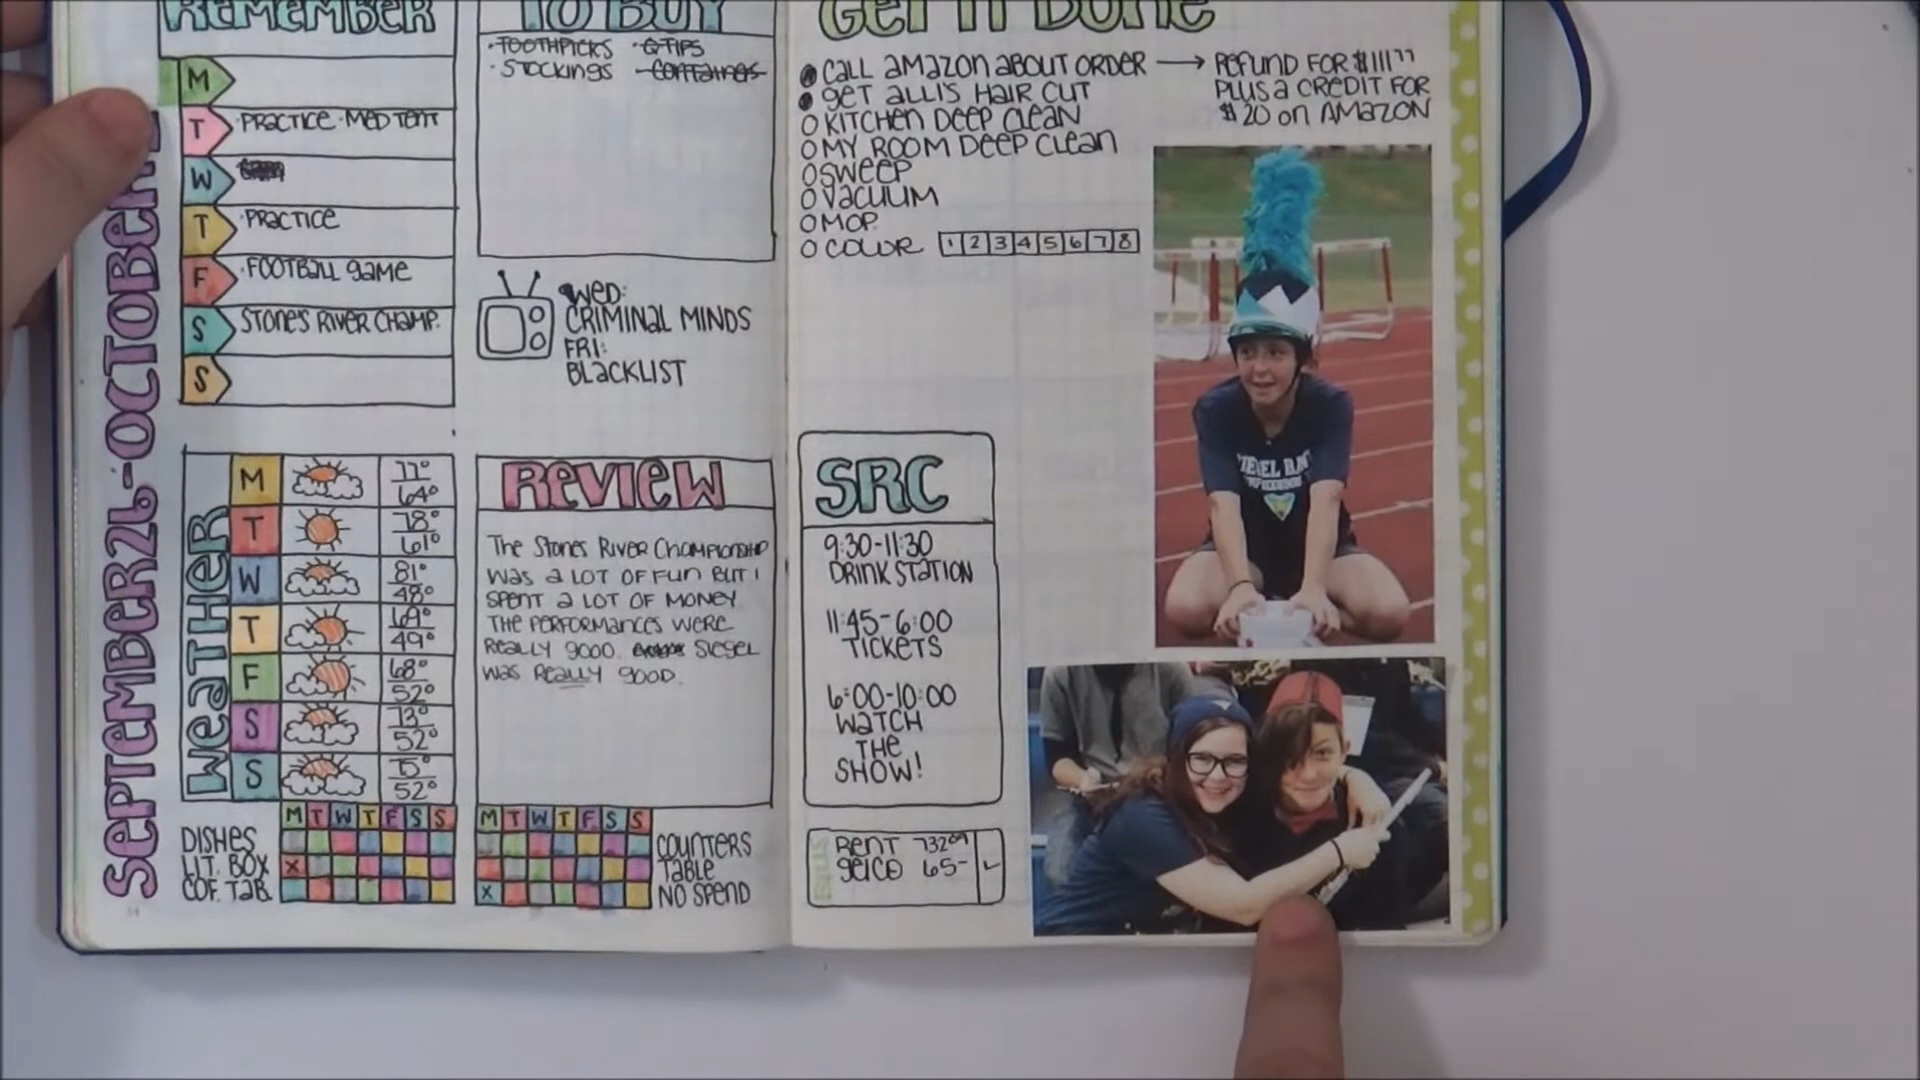 REMEMBER
M
T ·PRACTICE ·MED TENT
W
T ·PRACTICE
F ·FOOTBALL GAME
S STONES RIVER CHAMP.
S
SEPTEMBER 26-OCTOBER
TO BUY
·TOOTHPICKS ·QTIPS
·STOCKINGS -CONTAINERS
WED:
CRIMINAL MINDS
FRI:
BLACKLIST
WEATHER
M 77° 64°
T 78° 61°
W 81° 48°
T 69° 49°
F 68° 52°
S 73° 52°
S 75° 52°
REVIEW
The STONES RIVER CHAMPIONSHIP
WAS A LOT OF FUN BUT I
SPENT A LOT OF MONEY.
THE PERFORMANCES WERE
REALLY GOOD. SIEGEL
WAS REALLY GOOD.
M T W T F S S
DISHES
LIT. BOX X
COF. TAB.
M T W T F S S
COUNTERS
TABLE
X NO SPEND
GET IT DONE
CALL AMAZON ABOUT ORDER → REFUND FOR $111 77
PLUS A CREDIT FOR
$20 ON AMAZON
GET ALLI'S HAIR CUT
KITCHEN DEEP CLEAN
MY ROOM DEEP CLEAN
SWEEP
VACUUM
MOP
COLOR 1 2 3 4 5 6 7 8
SRC
9:30-11:30
DRINK STATION
11:45-6:00
TICKETS
6:00-10:00
WATCH
THE
SHOW!
BILLS
RENT 732 69
GEICO 65-